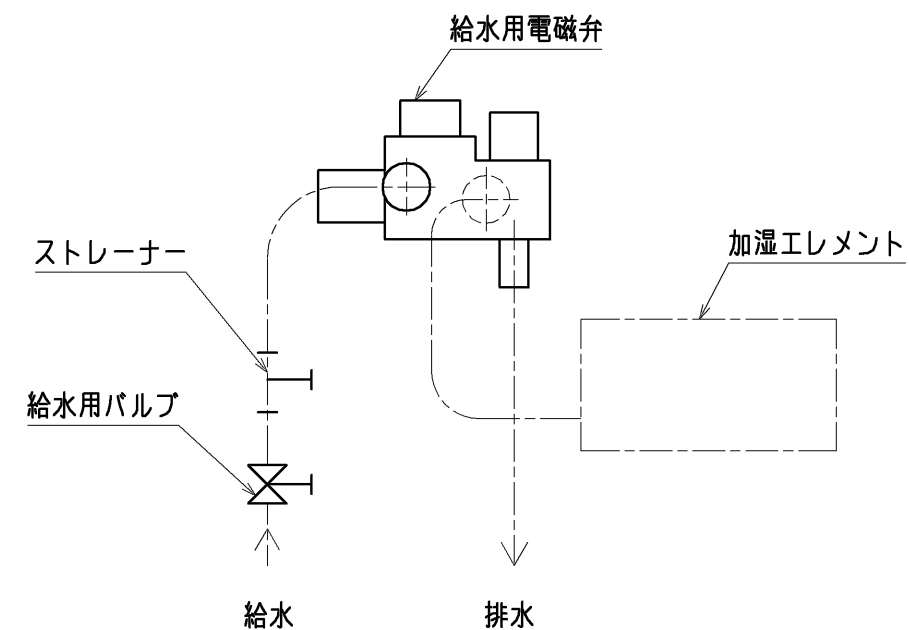 給水用電磁弁
ストレーナー
加湿エレメント
給水用バルブ
給水
排水